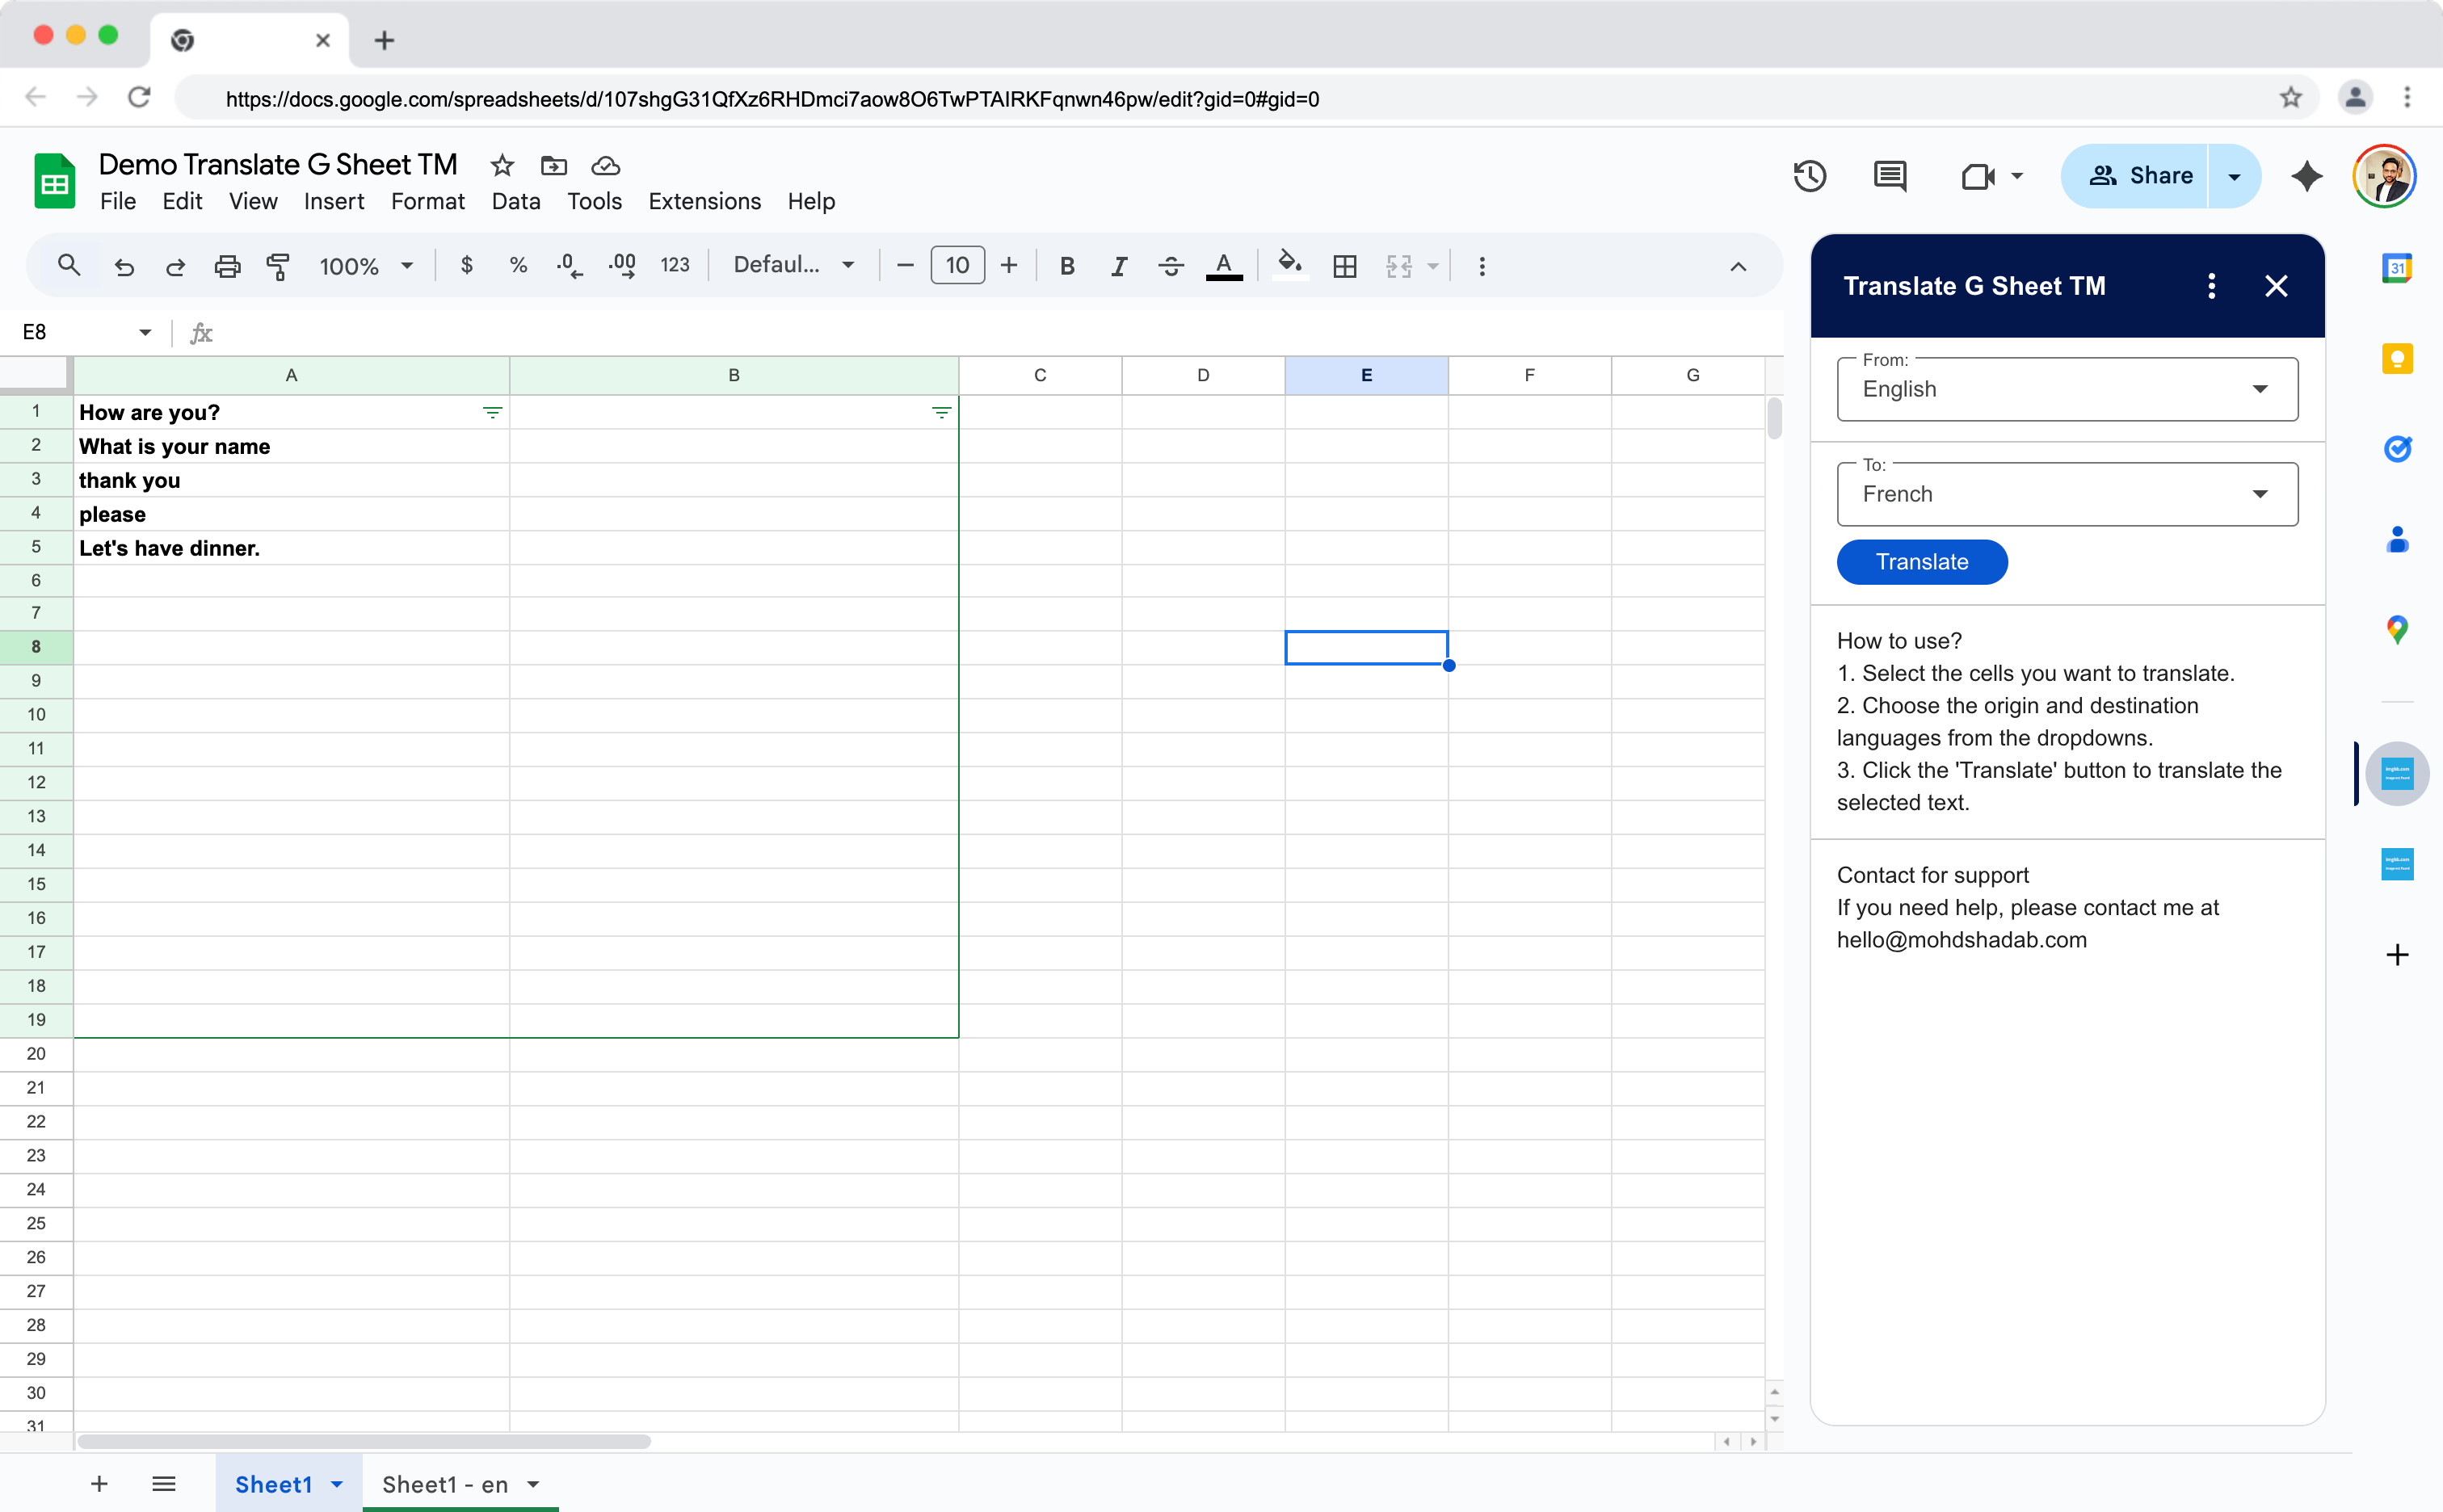 https://docs.google.com/spreadsheets/d/107shgG31QfXz6RHDmci7aow8O6TwPTAIRKFqnwn46pw/edit?gid=0#gid=0
Demo Translate G Sheet TM
File Edit View Insert Format Data Tools Extensions Help
Share
100% $ % .0 .00 123 Defaul... 10 B I S A
Translate G Sheet TM
31
E8 fx
From:
English
A B C D E F G
1 How are you?
2 What is your name
3 thank you
4 please
5 Let's have dinner.
6
7
8
9
10
11
12
13
14
15
16
17
18
19
20
21
22
23
24
25
26
27
28
29
30
31
To:
French
Translate
How to use?
1. Select the cells you want to translate.
2. Choose the origin and destination
languages from the dropdowns.
3. Click the 'Translate' button to translate the
selected text.
Contact for support
If you need help, please contact me at
hello@mohdshadab.com
Sheet1 Sheet1 - en